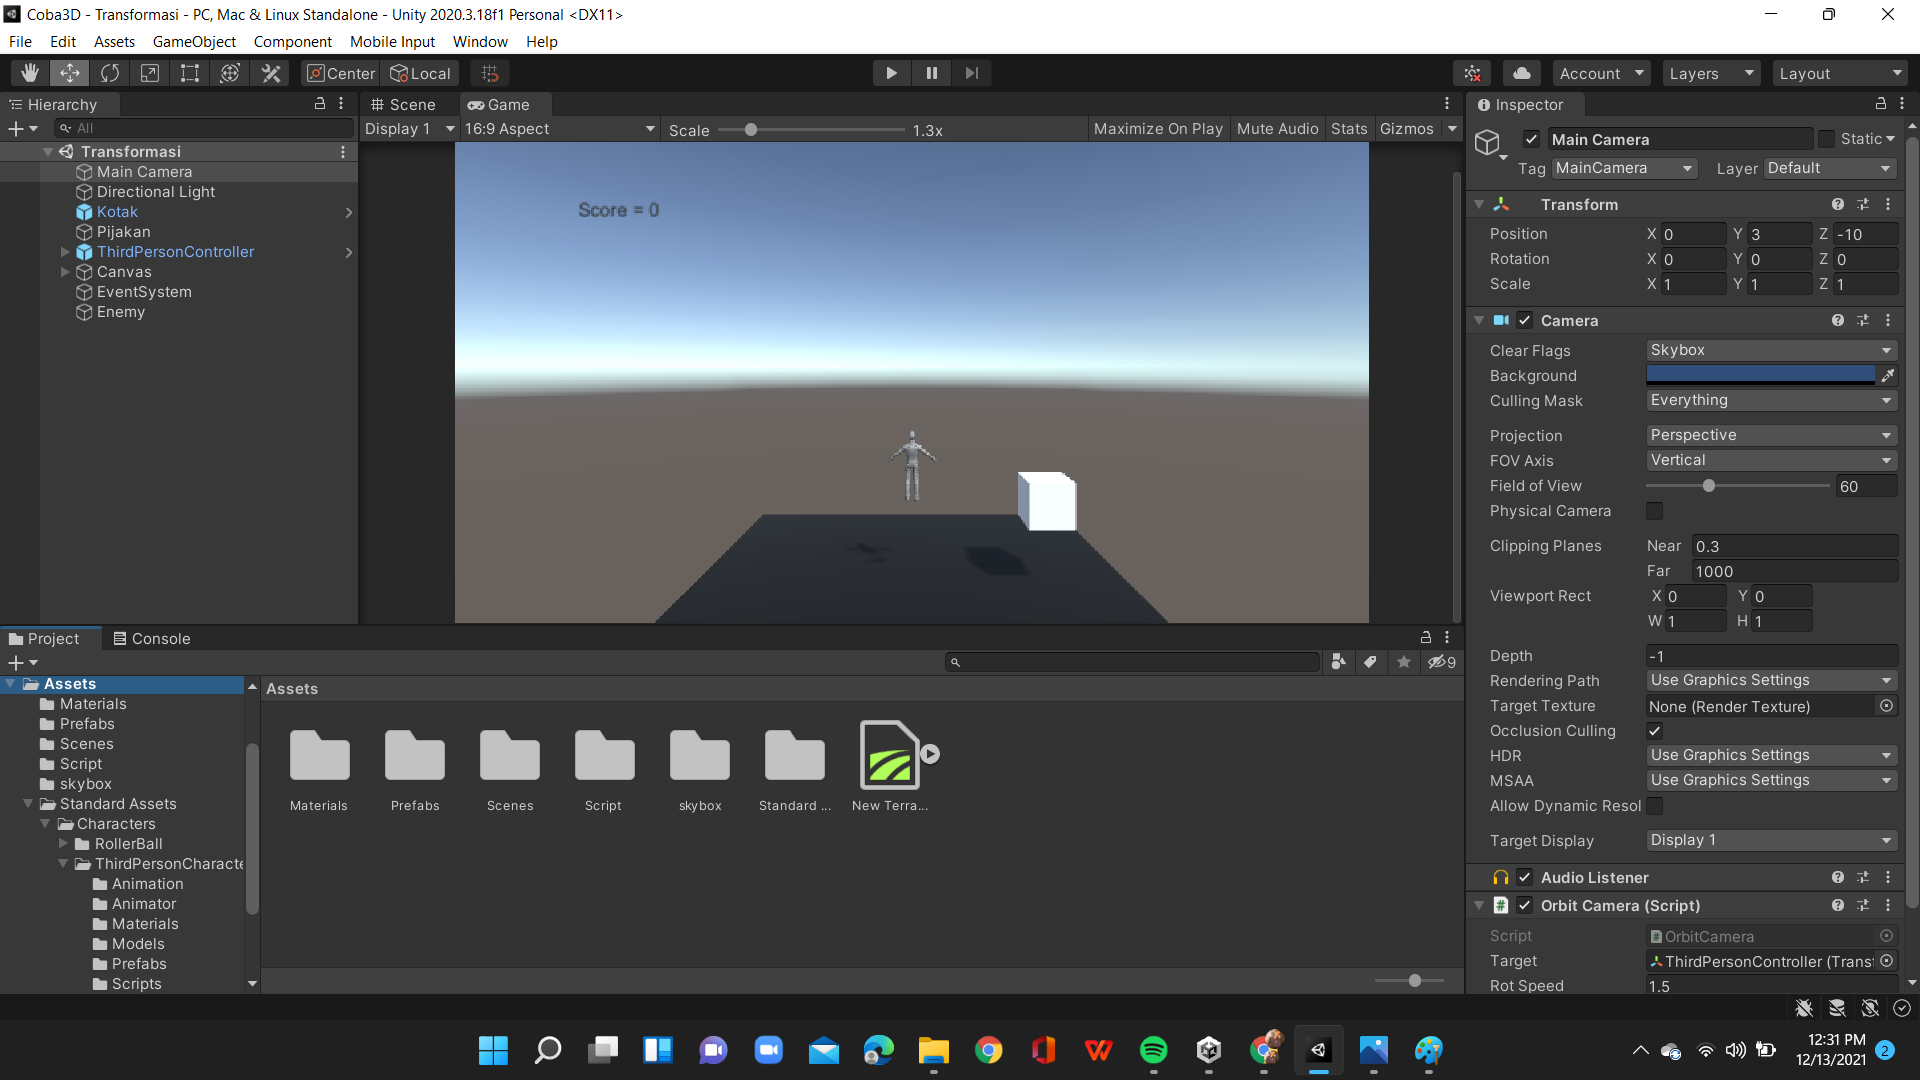 Coba3D - Transformasi - PC, Mac & Linux Standalone - Unity 2020.3.18f1 Personal <DX11>
File Edit Assets GameObject Component Mobile Input Window Help
Center Local Account Layers Layout
Hierarchy
All
Transformasi
Main Camera
Directional Light
Kotak
Pijakan
ThirdPersonController
Canvas
EventSystem
Enemy
Scene Game
Display 1 16:9 Aspect Scale 1.3x Maximize On Play Mute Audio Stats Gizmos
Score = 0
Inspector
Main Camera Static
Tag MainCamera Layer Default
Transform
Position X 0 Y 3 Z -10
Rotation X 0 Y 0 Z 0
Scale X 1 Y 1 Z 1
Camera
Clear Flags Skybox
Background
Culling Mask Everything
Projection Perspective
FOV Axis Vertical
Field of View 60
Physical Camera
Clipping Planes Near 0.3
Far 1000
Viewport Rect X 0 Y 0
W 1 H 1
Depth -1
Rendering Path Use Graphics Settings
Target Texture None (Render Texture)
Occlusion Culling
HDR Use Graphics Settings
MSAA Use Graphics Settings
Allow Dynamic Resol
Target Display Display 1
Audio Listener
Orbit Camera (Script)
Script # OrbitCamera
Target ThirdPersonController (Trans
Rot Speed 1.5
Project Console
9
Assets
Materials
Prefabs
Scenes
Script
skybox
Standard Assets
Characters
RollerBall
ThirdPersonCharacte
Animation
Animator
Materials
Models
Prefabs
Scripts
Assets
Materials Prefabs Scenes Script skybox Standard ... New Terra...
12:31 PM
12/13/2021 2